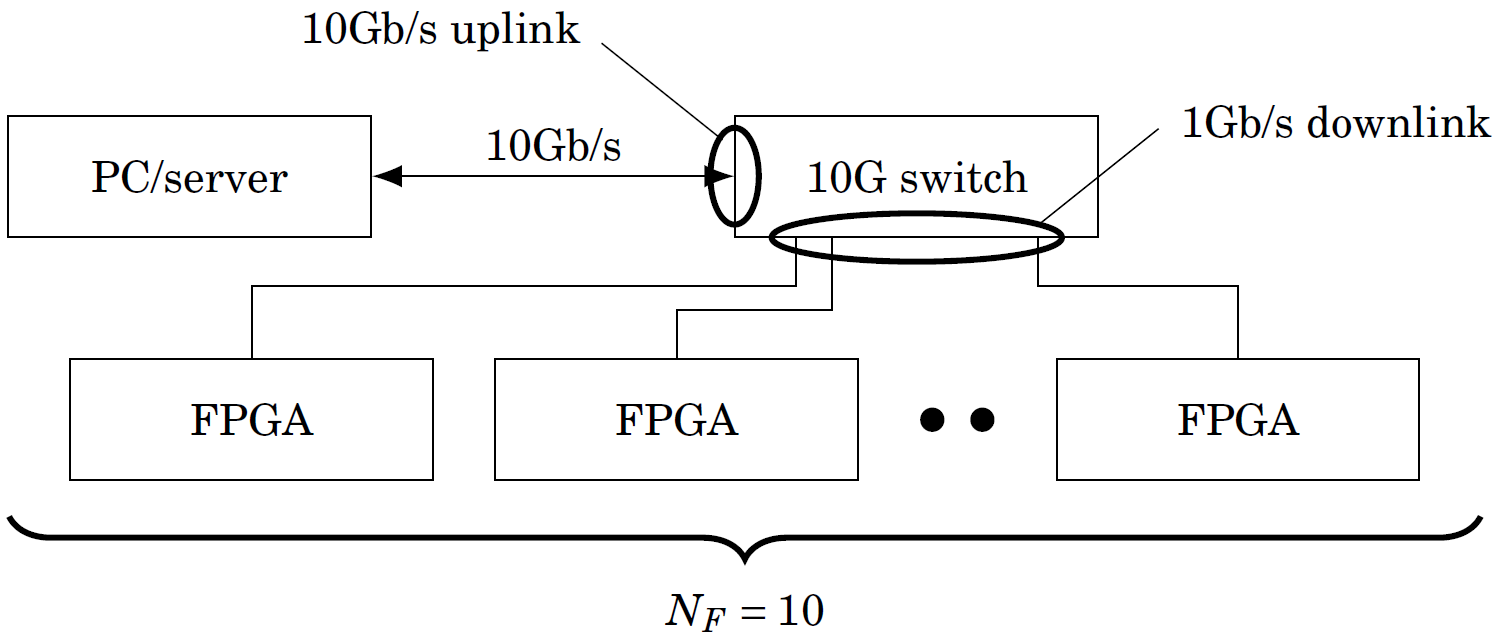 10Gb/s uplink
1Gb/s downlink
10Gb/s
PC/server
10G switch
FPGA
FPGA
FPGA
N_F = 10